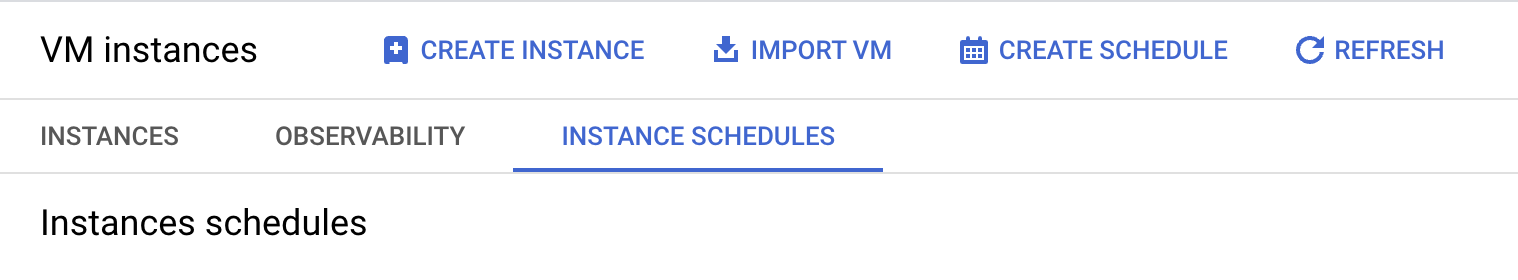 VM instances CREATE INSTANCE IMPORT VM CREATE SCHEDULE REFRESH
INSTANCES OBSERVABILITY INSTANCE SCHEDULES
Instances schedules